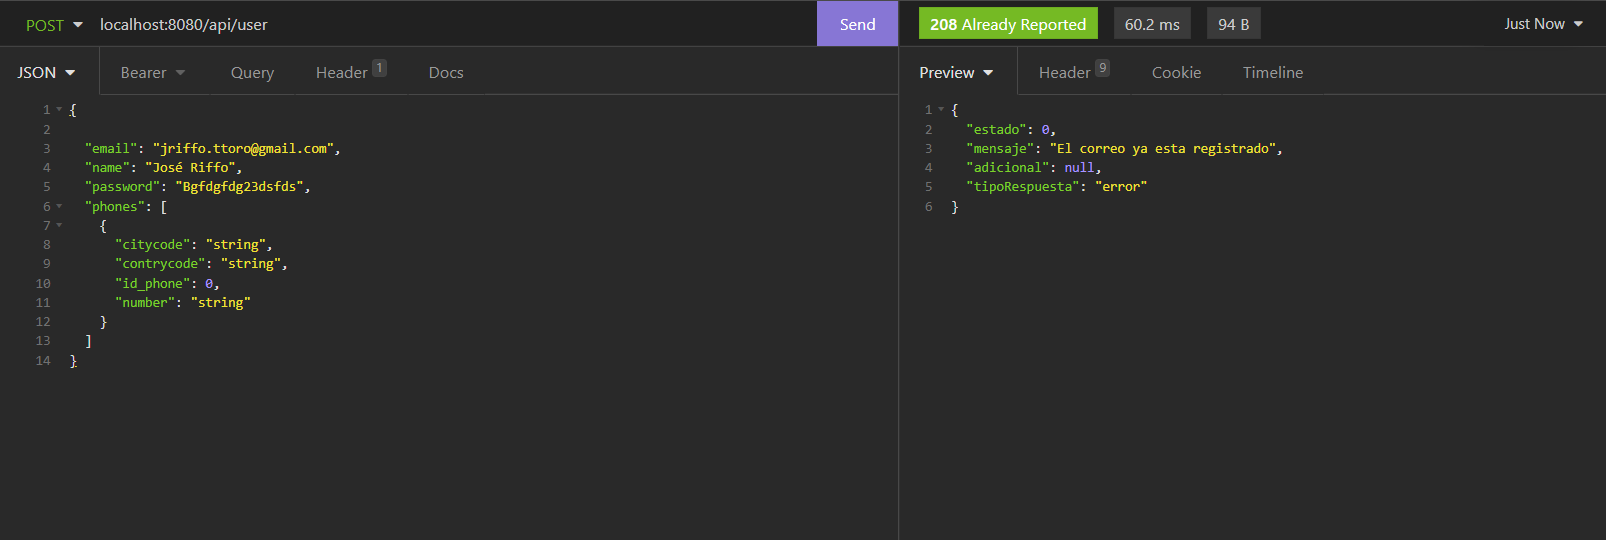 POST localhost:8080/api/user Send
208 Already Reported 60.2 ms 94 B Just Now
JSON Bearer Query Header 1 Docs
Preview Header 9 Cookie Timeline
1 {
2
3 "email": "jriffo.ttoro@gmail.com",
4 "name": "José Riffo",
5 "password": "Bgfdgfdg23dsfds",
6 "phones": [
7 {
8 "citycode": "string",
9 "contrycode": "string",
10 "id_phone": 0,
11 "number": "string"
12 }
13 ]
14 }
1 {
2 "estado": 0,
3 "mensaje": "El correo ya esta registrado",
4 "adicional": null,
5 "tipoRespuesta": "error"
6 }